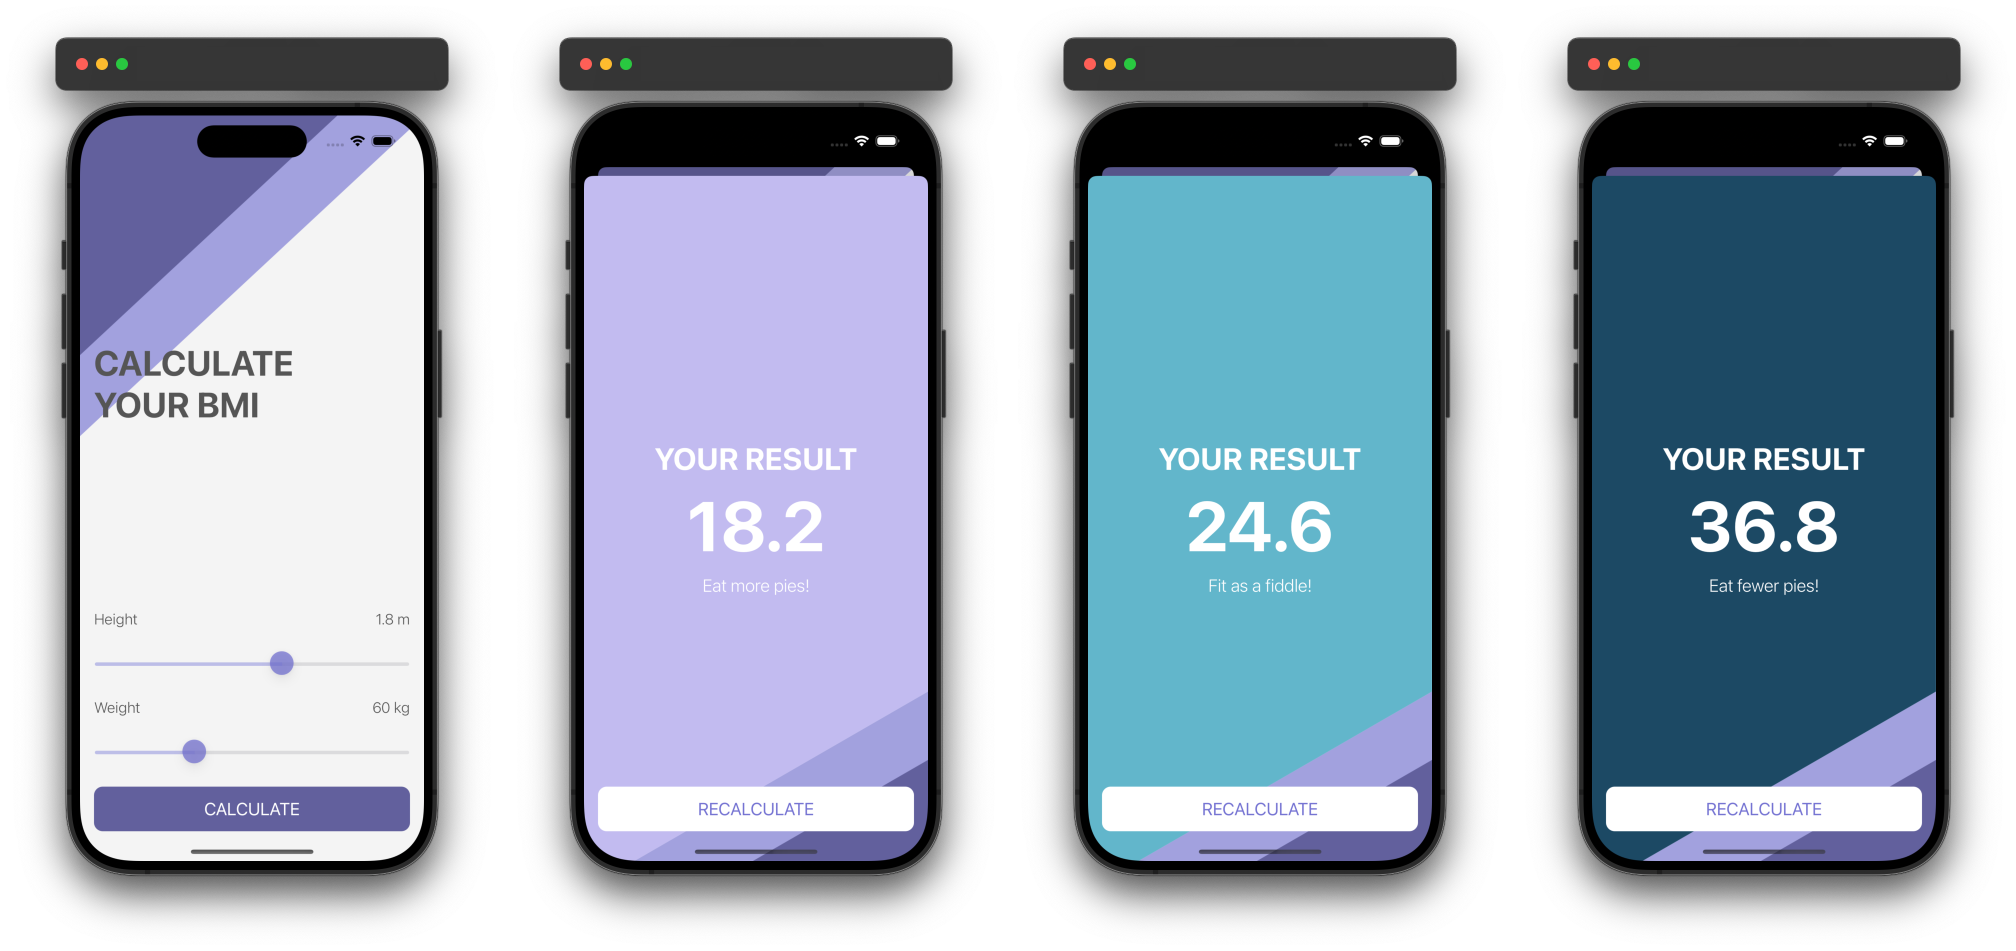 CALCULATE
YOUR BMI
Height 1.8 m
Weight 60 kg
CALCULATE
YOUR RESULT
18.2
Eat more pies!
RECALCULATE
YOUR RESULT
24.6
Fit as a fiddle!
RECALCULATE
YOUR RESULT
36.8
Eat fewer pies!
RECALCULATE